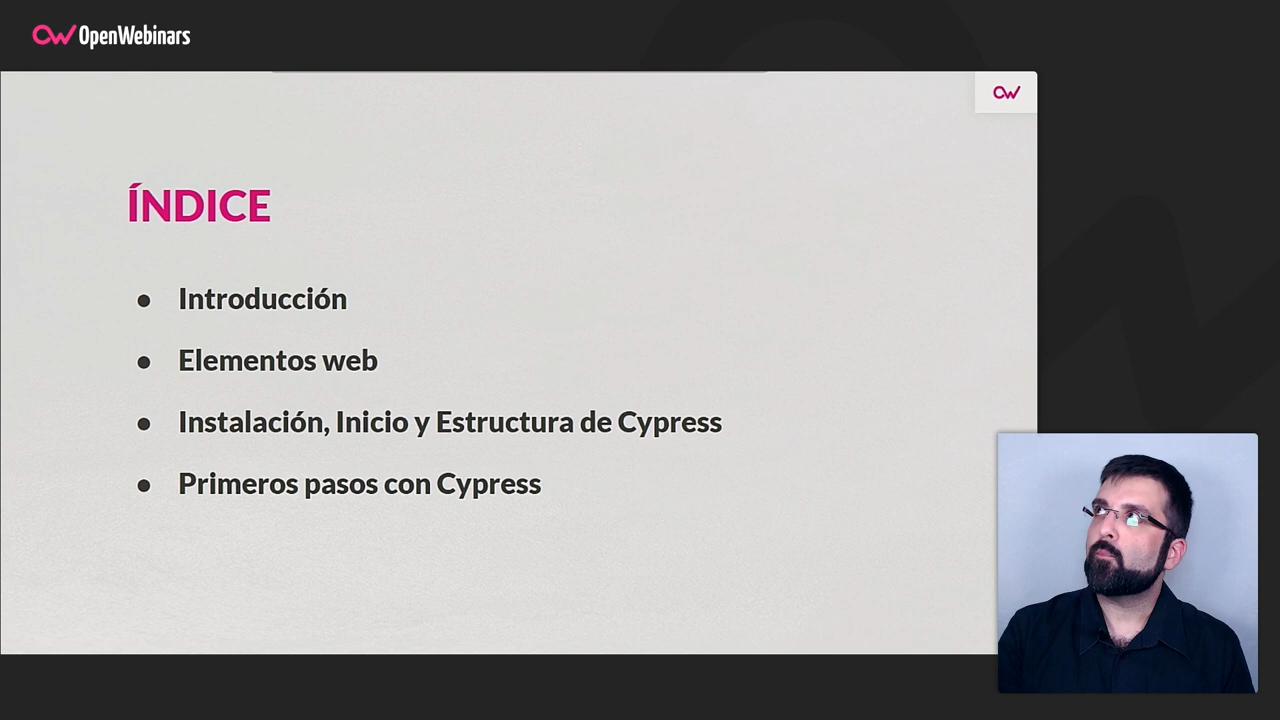 OpenWebinars
ÍNDICE
● Introducción
● Elementos web
● Instalación, Inicio y Estructura de Cypress
● Primeros pasos con Cypress